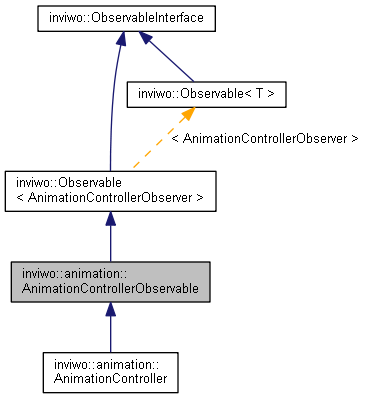 inviwo::ObservableInterface
inviwo::Observable< T >
< AnimationControllerObserver >
inviwo::Observable
< AnimationControllerObserver >
inviwo::animation::
AnimationControllerObservable
inviwo::animation::
AnimationController